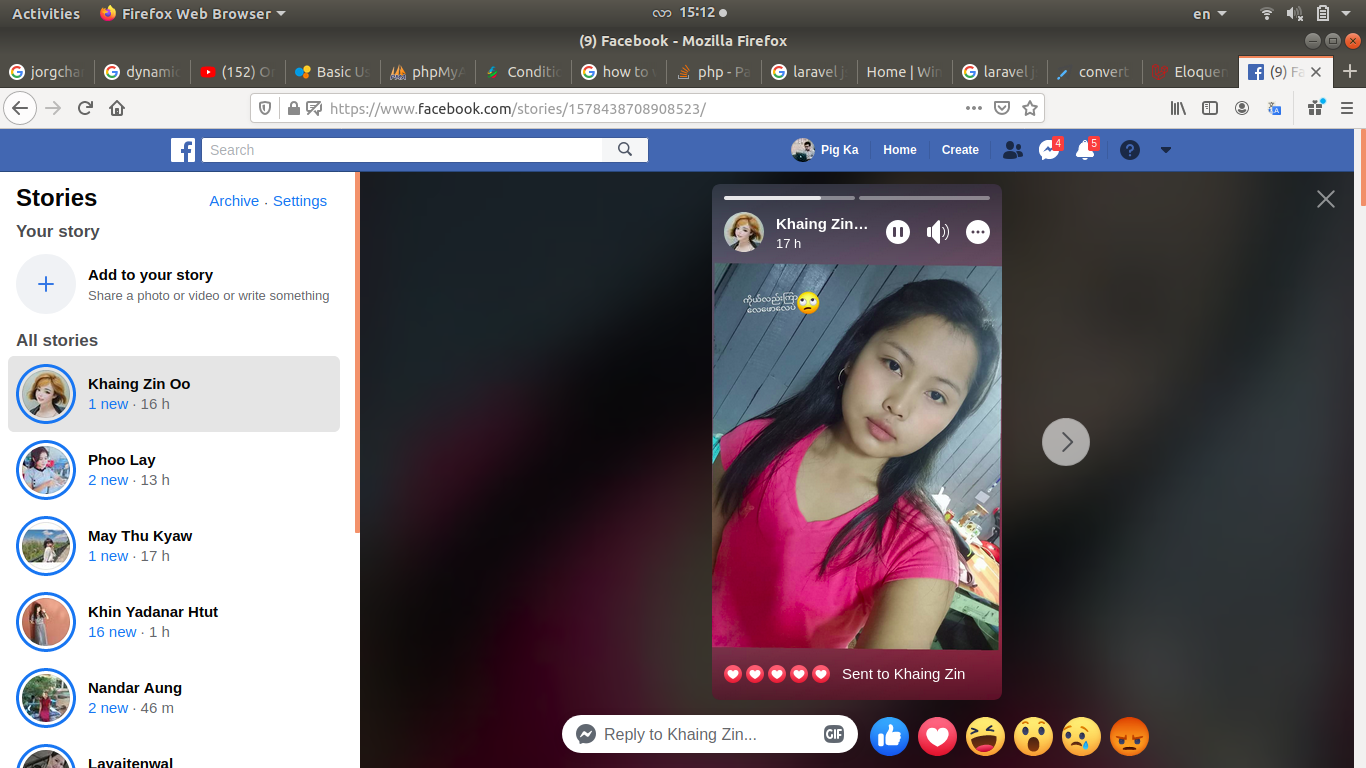 Activities
Firefox Web Browser
လာ 15:12
en
(9) Facebook - Mozilla Firefox
jorgcha
dynamic
(152) Or
Basic Us
phpMyA
Conditio
how to
php - Pa
laravel j
Home | Win
laravel j
convert
Eloquen
(9) Fa
https://www.facebook.com/stories/1578438708908523/
Search
Pig Ka
Home
Create
4
5
Stories
Archive · Settings
Your story
Add to your story
Share a photo or video or write something
All stories
Khaing Zin Oo
1 new · 16 h
Phoo Lay
2 new · 13 h
May Thu Kyaw
1 new · 17 h
Khin Yadanar Htut
16 new · 1 h
Nandar Aung
2 new · 46 m
Layaitenwal
Khaing Zin…
17 h
ကိုယ်လည်းကြာ
Sent to Khaing Zin
Reply to Khaing Zin...
GIF